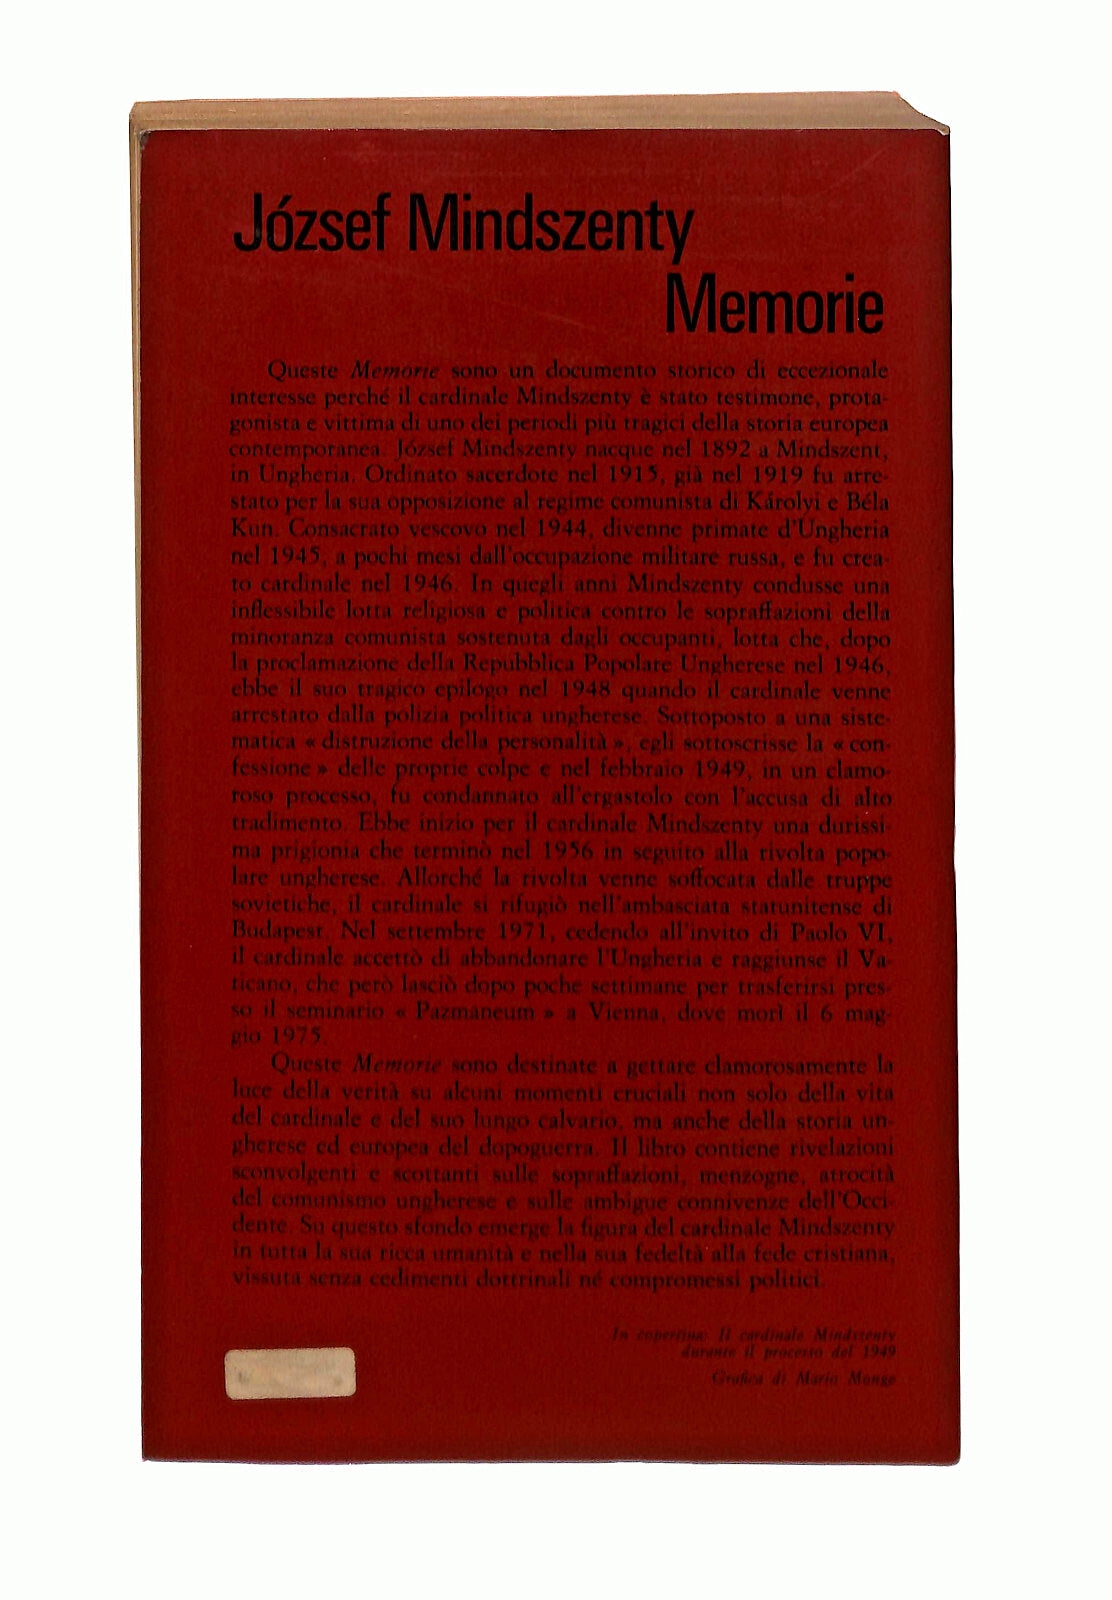 József Mindszenty
Memorie
Queste Memorie sono un documento storico di eccezionale
interesse perché il cardinale Mindszenty è stato testimone, prota-
gonista e vittima di uno dei periodi più tragici della storia europea
contemporanea. József Mindszenty nacque nel 1892 a Mindszent,
in Ungheria. Ordinato sacerdote nel 1915, già nel 1919 fu arre-
stato per la sua opposizione al regime comunista di Károlyi e Béla
Kun. Consacrato vescovo nel 1944, divenne primate d'Ungheria
nel 1945, a pochi mesi dall'occupazione militare russa, e fu crea-
to cardinale nel 1946. In quegli anni Mindszenty condusse una
inflessibile lotta religiosa e politica contro le sopraffazioni della
minoranza comunista sostenuta dagli occupanti, lotta che, dopo
la proclamazione della Repubblica Popolare Ungherese nel 1946,
ebbe il suo tragico epilogo nel 1948 quando il cardinale venne
arrestato dalla polizia politica ungherese. Sottoposto a una siste-
matica « distruzione della personalità », egli sottoscrisse la « con-
fessione » delle proprie colpe e nel febbraio 1949, in un clamo-
roso processo, fu condannato all'ergastolo con l'accusa di alto
tradimento. Ebbe inizio per il cardinale Mindszenty una durissi-
ma prigionia che terminò nel 1956 in seguito alla rivolta popo-
lare ungherese. Allorché la rivolta venne soffocata dalle truppe
sovietiche, il cardinale si rifugiò nell'ambasciata statunitense di
Budapest. Nel settembre 1971, cedendo all'invito di Paolo VI,
il cardinale accettò di abbandonare l'Ungheria e raggiunse il Va-
ticano, che però lasciò dopo poche settimane per trasferirsi pres-
so il seminario « Pazmaneum » a Vienna, dove morì il 6 mag-
gio 1975.
Queste Memorie sono destinate a gettare clamorosamente la
luce della verità su alcuni momenti cruciali non solo della vita
del cardinale e del suo lungo calvario, ma anche della storia un-
gherese ed europea del dopoguerra. Il libro contiene rivelazioni
sconvolgenti e scottanti sulle sopraffazioni, menzogne, atrocità
del comunismo ungherese e sulle ambigue connivenze dell'Occi-
dente. Su questo sfondo emerge la figura del cardinale Mindszenty
in tutta la sua ricca umanità e nella sua fedeltà alla fede cristiana,
vissuta senza cedimenti dottrinali né compromessi politici.
In copertina: Il cardinale Mindszenty
durante il processo del 1949
Grafica di Mario Monge